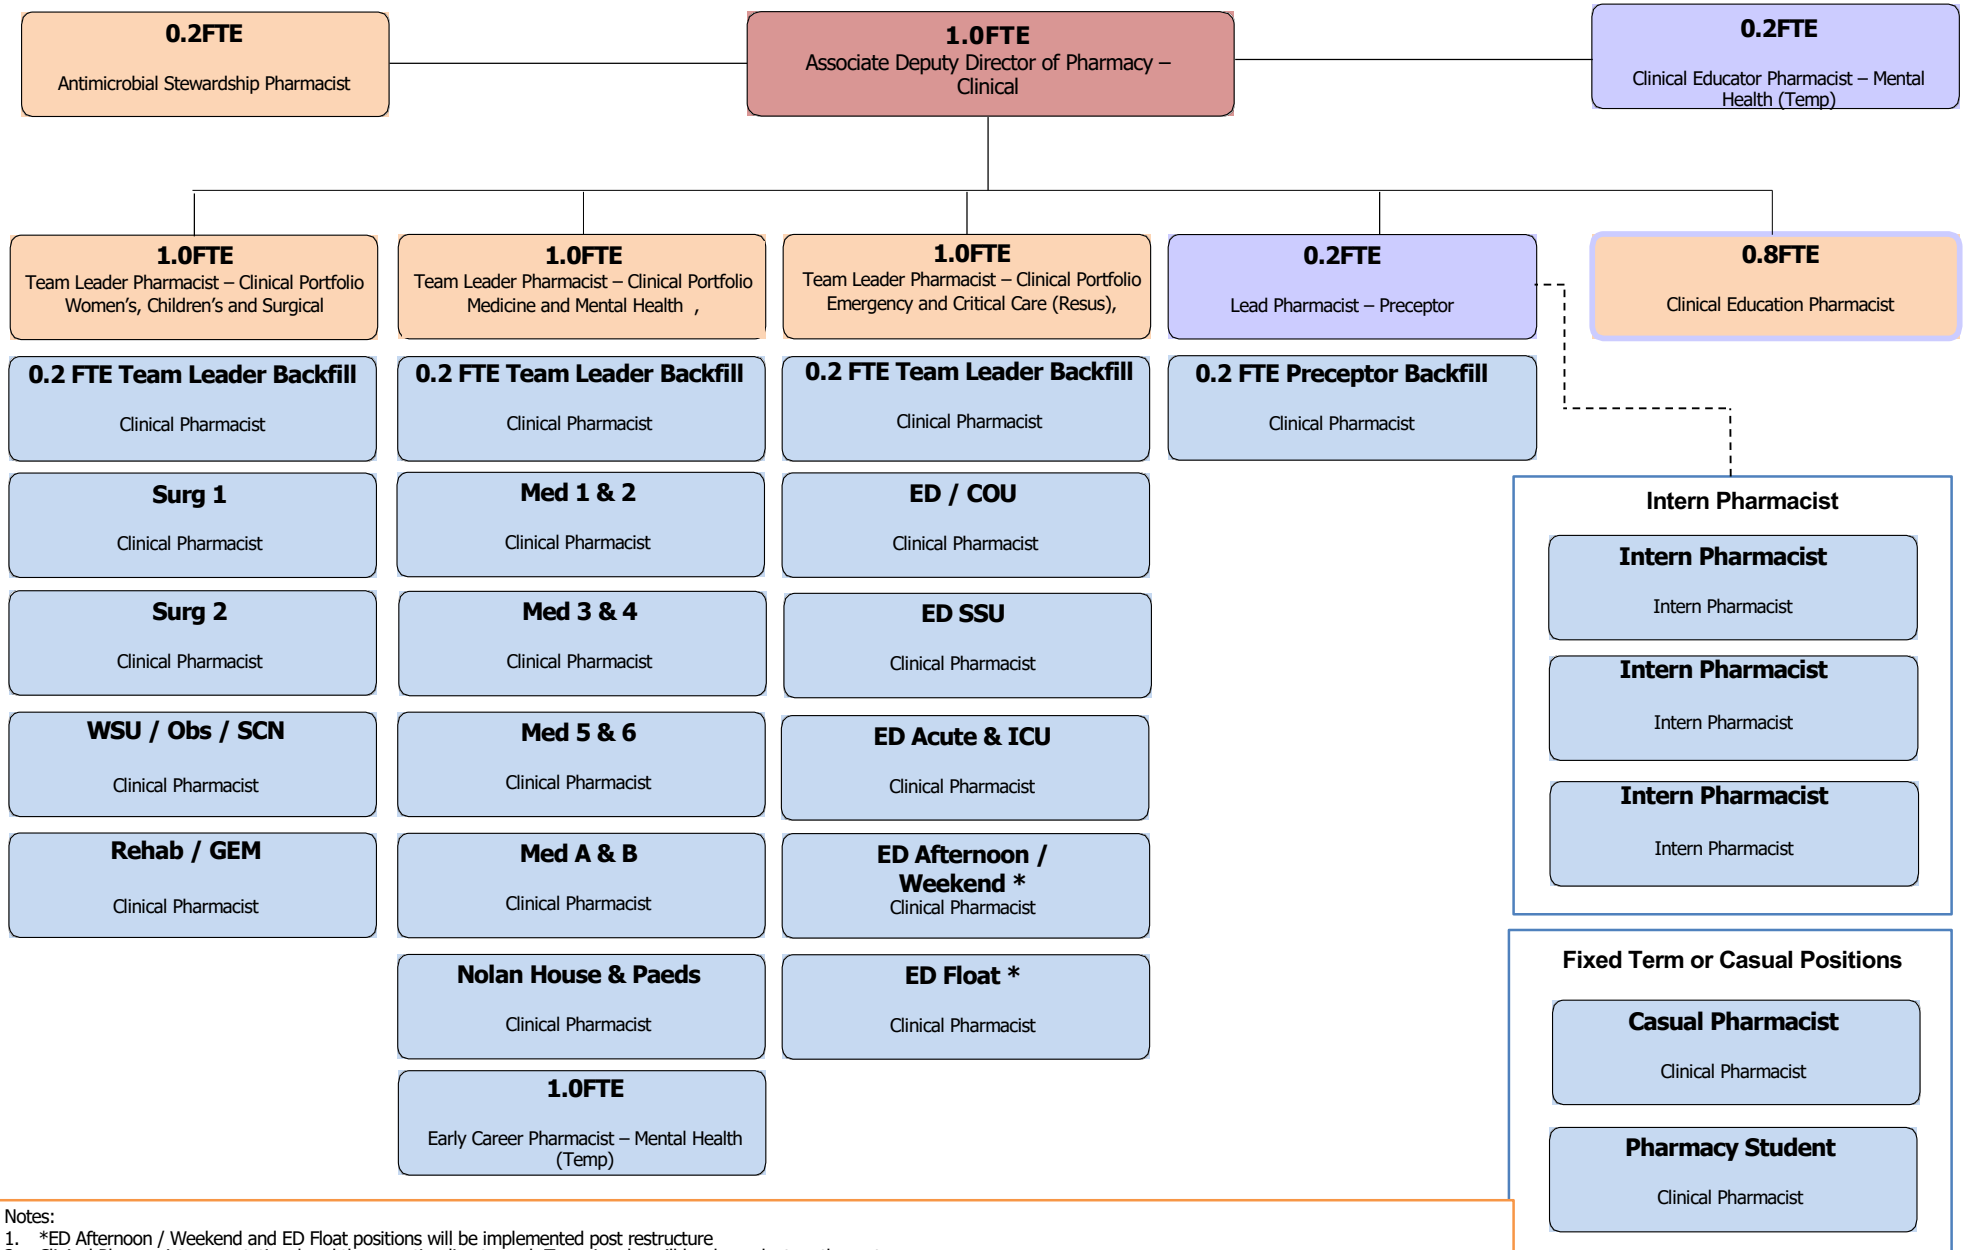 0.2FTE
Antimicrobial Stewardship Pharmacist
1.0FTE
Associate Deputy Director of Pharmacy –
Clinical
0.2FTE
Clinical Educator Pharmacist – Mental
Health (Temp)
1.0FTE
Team Leader Pharmacist – Clinical Portfolio
Women's, Children's and Surgical
1.0FTE
Team Leader Pharmacist – Clinical Portfolio
Medicine and Mental Health ,
1.0FTE
Team Leader Pharmacist – Clinical Portfolio
Emergency and Critical Care (Resus),
0.2FTE
Lead Pharmacist – Preceptor
0.8FTE
Clinical Education Pharmacist
0.2 FTE Team Leader Backfill
Clinical Pharmacist
Surg 1
Clinical Pharmacist
Surg 2
Clinical Pharmacist
WSU / Obs / SCN
Clinical Pharmacist
Rehab / GEM
Clinical Pharmacist
0.2 FTE Team Leader Backfill
Clinical Pharmacist
Med 1 & 2
Clinical Pharmacist
Med 3 & 4
Clinical Pharmacist
Med 5 & 6
Clinical Pharmacist
Med A & B
Clinical Pharmacist
Nolan House & Paeds
Clinical Pharmacist
1.0FTE
Early Career Pharmacist – Mental Health
(Temp)
0.2 FTE Team Leader Backfill
Clinical Pharmacist
ED / COU
Clinical Pharmacist
ED SSU
Clinical Pharmacist
ED Acute & ICU
Clinical Pharmacist
ED Afternoon /
Weekend *
Clinical Pharmacist
ED Float *
Clinical Pharmacist
0.2 FTE Preceptor Backfill
Clinical Pharmacist
Intern Pharmacist
Intern Pharmacist
Intern Pharmacist
Intern Pharmacist
Intern Pharmacist
Intern Pharmacist
Intern Pharmacist
Fixed Term or Casual Positions
Casual Pharmacist
Clinical Pharmacist
Pharmacy Student
Clinical Pharmacist
Notes:
1. *ED Afternoon / Weekend and ED Float positions will be implemented post restructure